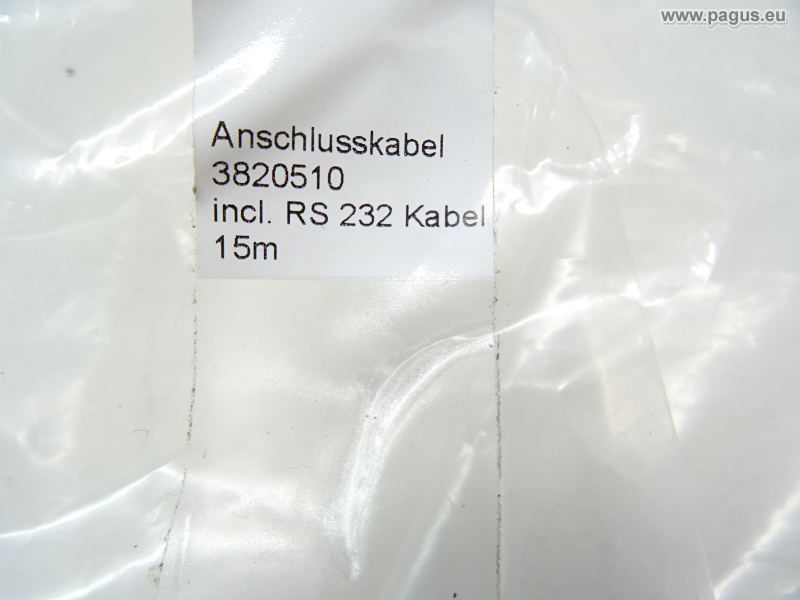 www.pagus.eu
Anschlusskabel
3820510
incl. RS 232 Kabel
15m